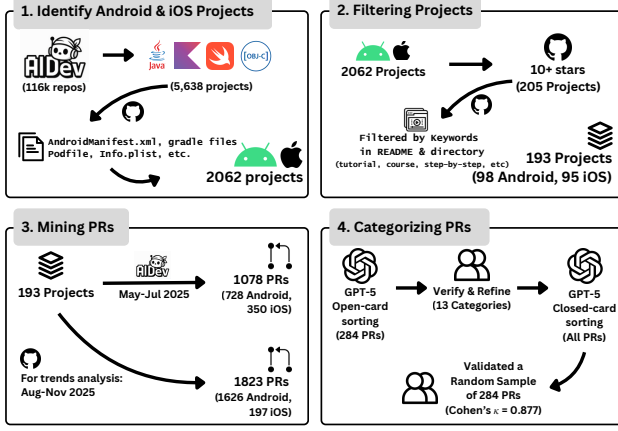 1. Identify Android & iOS Projects
AIDev
(116k repos)
Java
[OBJ-C]
(5,638 projects)
AndroidManifest.xml, gradle files
Podfile, Info.plist, etc.
2062 projects
2. Filtering Projects
2062 Projects
10+ stars
(205 Projects)
Filtered by Keywords
in README & directory
(tutorial, course, step-by-step, etc)
193 Projects
(98 Android, 95 iOS)
3. Mining PRs
193 Projects
AIDev
May-Jul 2025
1078 PRs
(728 Android,
350 iOS)
For trends analysis:
Aug-Nov 2025
1823 PRs
(1626 Android,
197 iOS)
4. Categorizing PRs
GPT-5
Open-card
sorting
(284 PRs)
Verify & Refine
(13 Categories)
GPT-5
Closed-card
sorting
(All PRs)
Validated a
Random Sample
of 284 PRs
(Cohen's κ = 0.877)